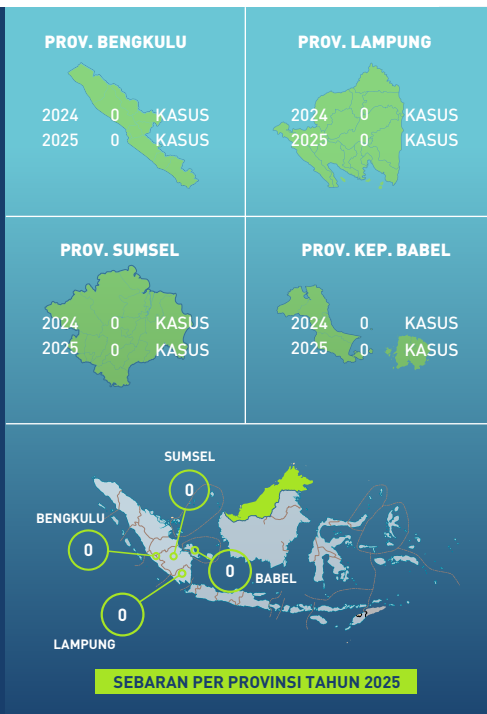 PROV. BENGKULU
2024 0 KASUS
2025 0 KASUS
PROV. LAMPUNG
2024 0 KASUS
2025 0 KASUS
PROV. SUMSEL
2024 0 KASUS
2025 0 KASUS
PROV. KEP. BABEL
2024 0 KASUS
2025 0 KASUS
SUMSEL
0
BENGKULU
0
0
BABEL
0
LAMPUNG
SEBARAN PER PROVINSI TAHUN 2025